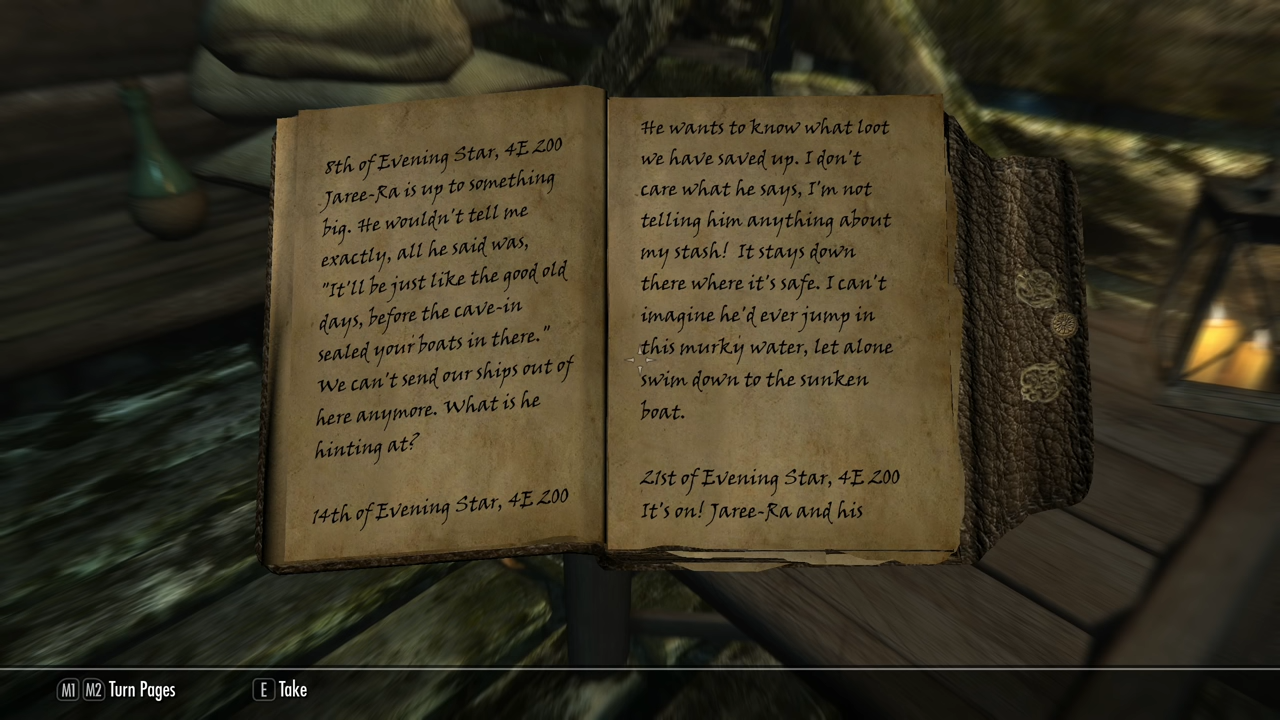 8th of Evening Star, 4E 200
Jaree-Ra is up to something
big. He wouldn't tell me
exactly, all he said was,
"It'll be just like the good old
days, before the cave-in
sealed your boats in there."
We can't send our ships out of
here anymore. What is he
hinting at?
14th of Evening Star, 4E 200
He wants to know what loot
we have saved up. I don't
care what he says, I'm not
telling him anything about
my stash! It stays down
there where it's safe. I can't
imagine he'd ever jump in
this murky water, let alone
swim down to the sunken
boat.
21st of Evening Star, 4E 200
It's on! Jaree-Ra and his
M1 M2 Turn Pages
E Take